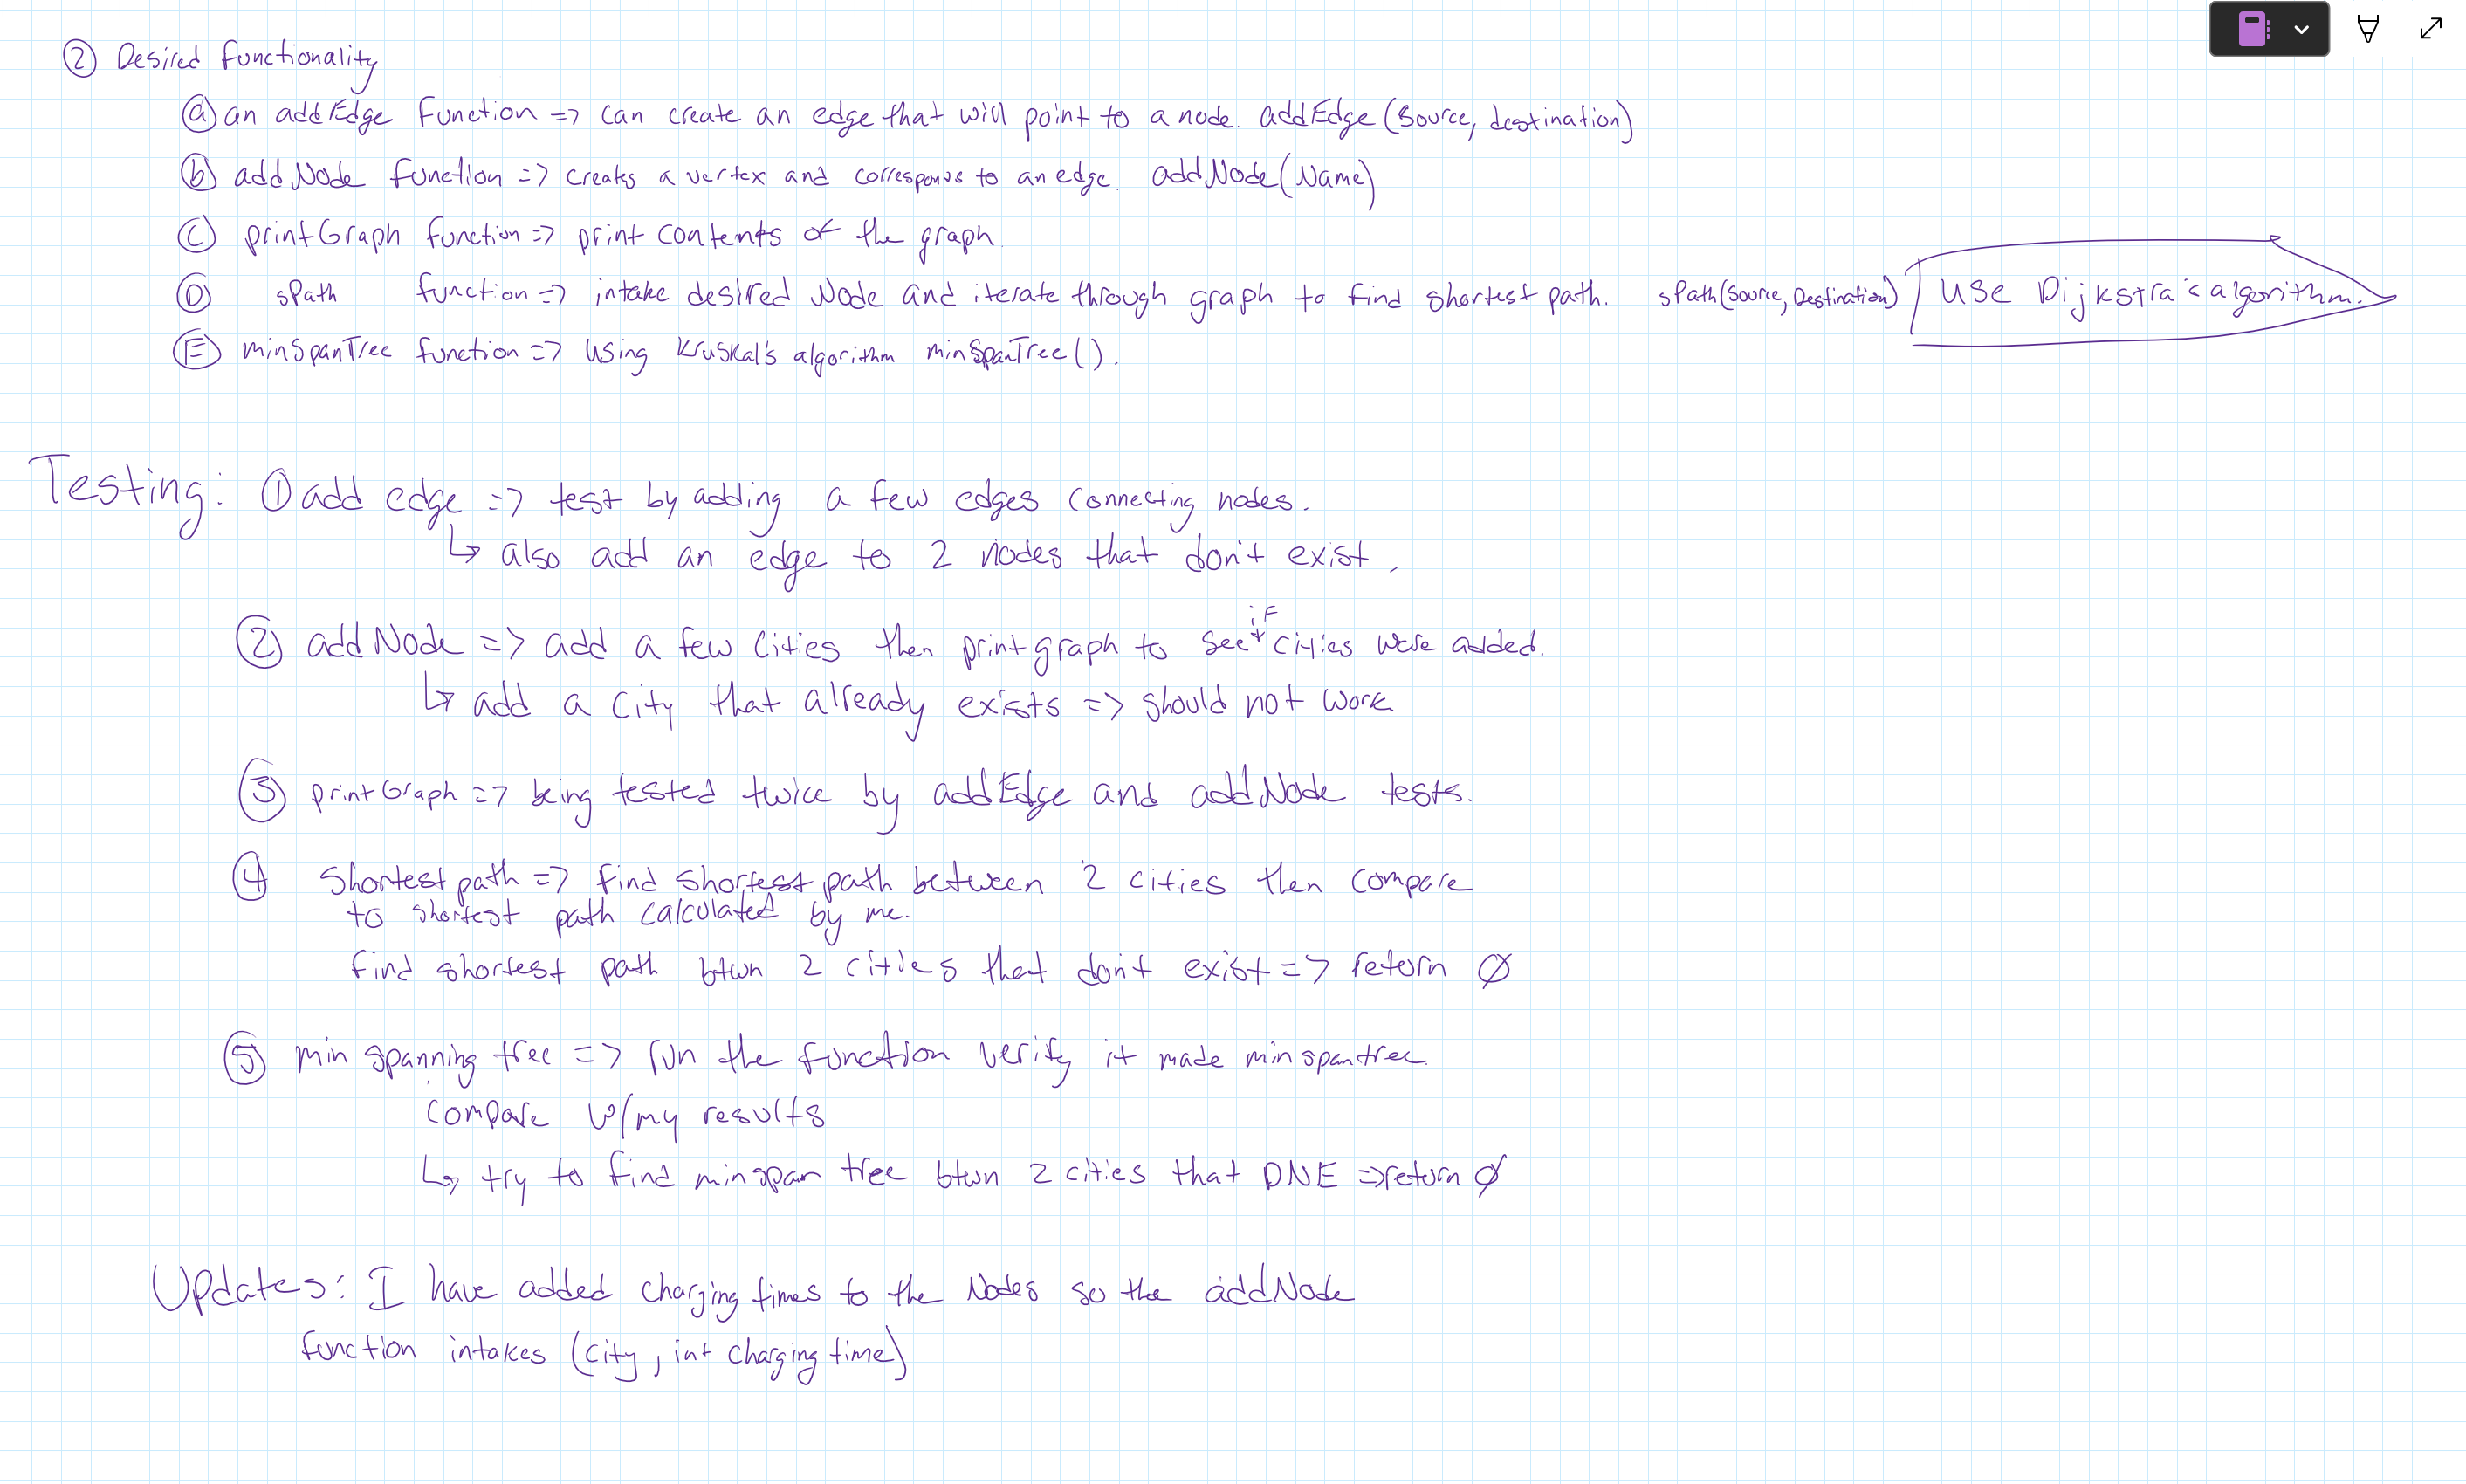 ② Desired functionality
ⓐ an addEdge function => can create an edge that will point to a node. addEdge(Source, destination)
ⓑ addNode function => creates a vertex and corresponds to an edge. addNode(Name)
Ⓒ printGraph function => print contents of the graph.
Ⓓ sPath function => intake desired Node and iterate through graph to find shortest path. sPath(Source, Destination) Use Dijkstra's algorithm.
Ⓔ minSpanTree function => Using Kruskal's algorithm minSpanTree().
Testing: ① add edge => test by adding a few edges connecting nodes.
↳ also add an edge to 2 nodes that don't exist.
② addNode => add a few cities then printgraph to see if cities were added.
↳ add a city that already exists => should not work
③ printGraph => being tested twice by addEdge and addNode tests.
④ Shortest path => find shortest path between 2 cities then compare
to shortest path calculated by me.
find shortest path btwn 2 cities that don't exist => return ∅
⑤ min spanning tree => run the function verify it made minspantree.
compare w/my results
↳ try to find minspan tree btwn 2 cities that DNE => return ∅
Updates: I have added charging times to the Nodes so the addNode
function intakes (city, int charging time)